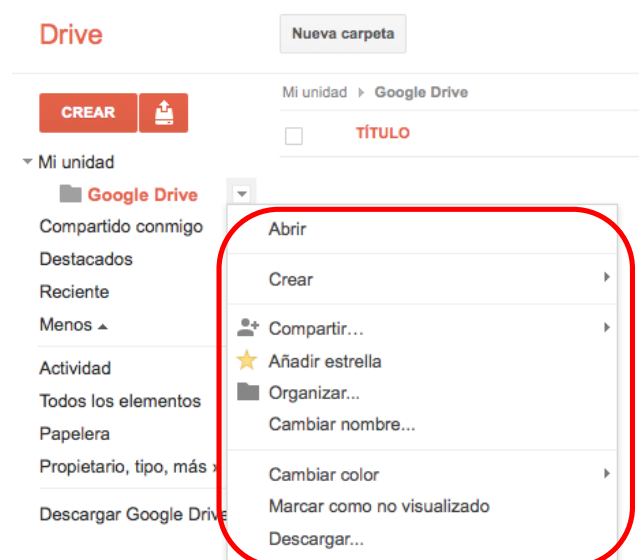 Drive
Nueva carpeta
Mi unidad Google Drive
CREAR
TÍTULO
Mi unidad
Google Drive
Compartido conmigo
Destacados
Reciente
Menos
Actividad
Todos los elementos
Papelera
Propietario, tipo, más »
Descargar Google Drive
Abrir
Crear
Compartir...
Añadir estrella
Organizar...
Cambiar nombre...
Cambiar color
Marcar como no visualizado
Descargar...